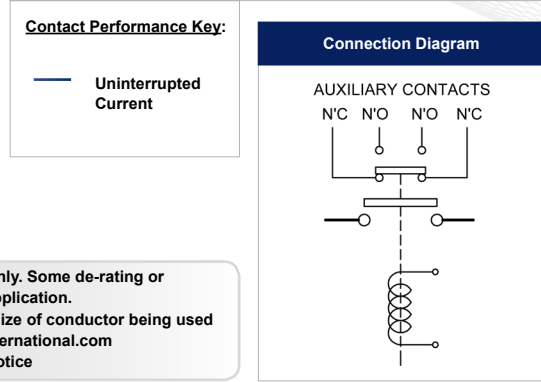 Contact Performance Key:
Uninterrupted
Current
Connection Diagram
AUXILIARY CONTACTS
N'C N'O N'O N'C
nly. Some de-rating or
pplication.
ize of conductor being used
ernational.com
otice